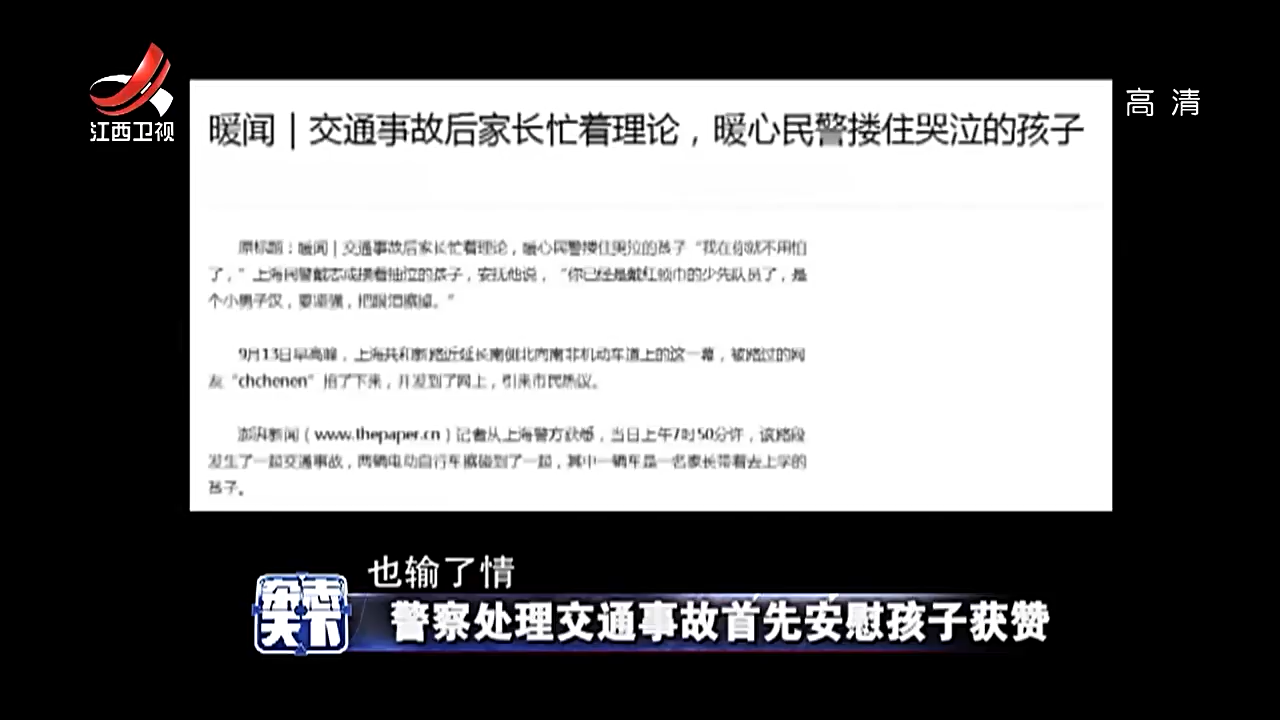 江西卫视
高清
暖闻｜交通事故后家长忙着理论，暖心民警搂住哭泣的孩子
原标题：暖闻｜交通事故后家长忙着理论，暖心民警搂住哭泣的孩子“我在你就不用怕
了，”上海民警戴志成搂着抽泣的孩子，安抚他说，“你已经是戴红领巾的少先队员了，是
个小男子汉，要坚强，把眼泪擦掉。”
9月13日早高峰，上海共和新路近延长南侧北向南非机动车道上的这一幕，被路过的网
友“chchenen”拍了下来，并发到了网上，引来市民热议。
澎湃新闻（www.thepaper.cn）记者从上海警方获悉，当日上午7时50分许，该路段
发生了一起交通事故，两辆电动自行车擦碰到了一起，其中一辆车是一名家长带着去上学的
孩子。
也输了情
杂志
天下
警察处理交通事故首先安慰孩子获赞